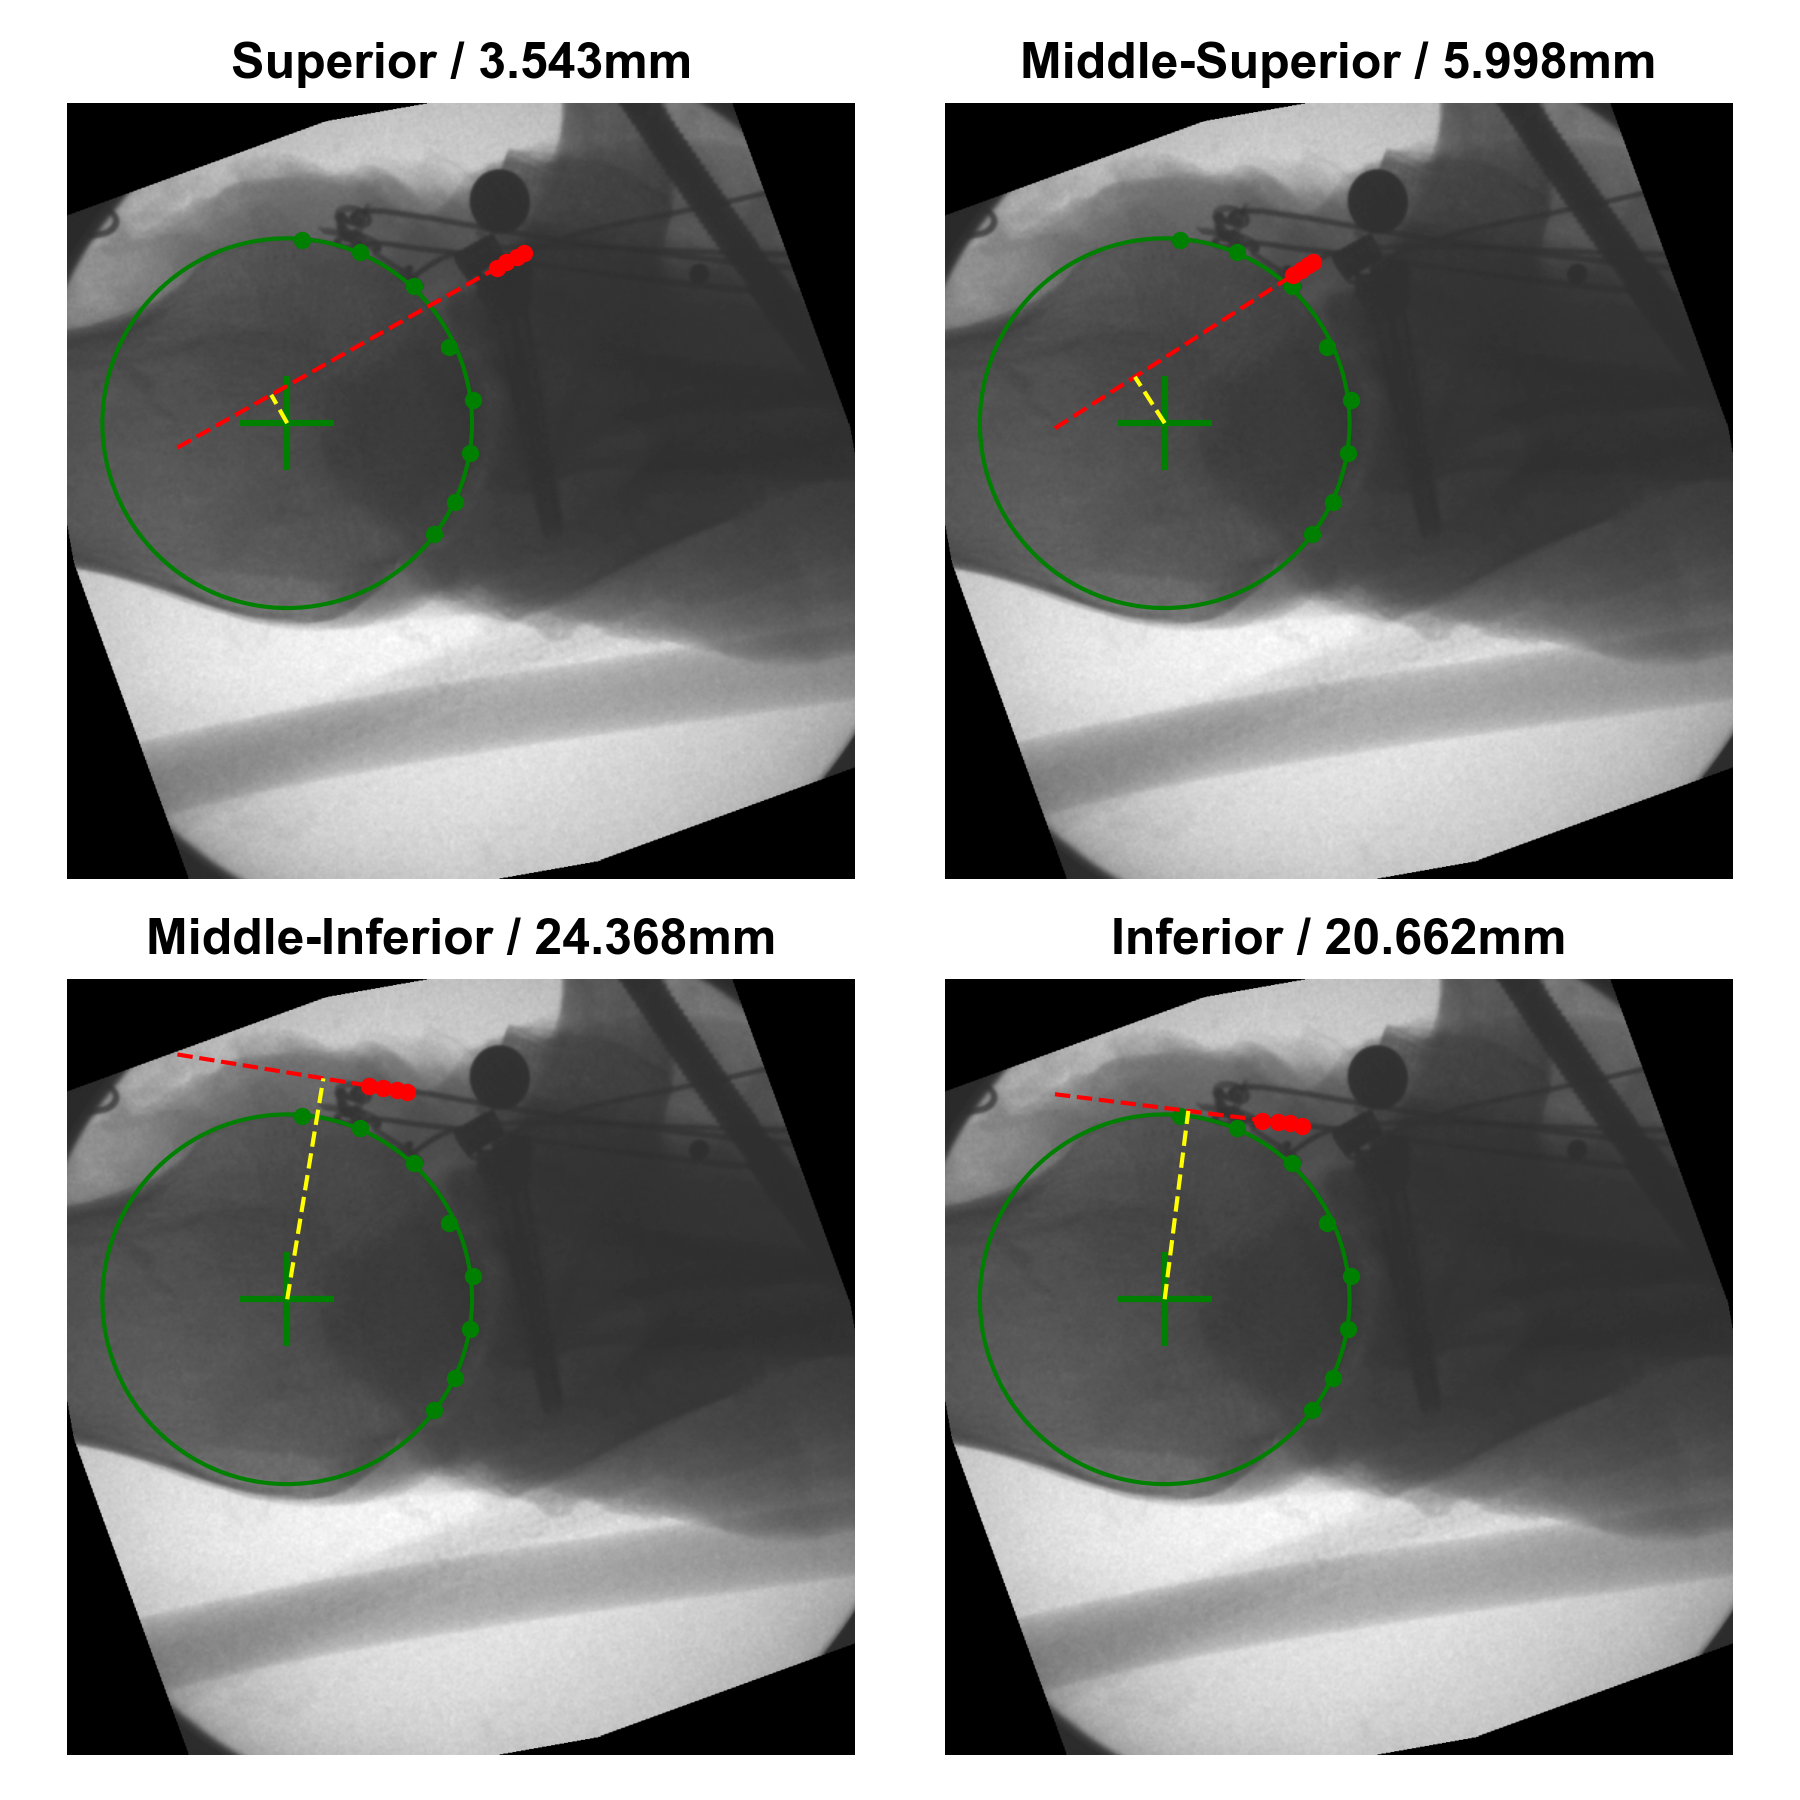 Superior / 3.543mm
Middle-Superior / 5.998mm
Middle-Inferior / 24.368mm
Inferior / 20.662mm